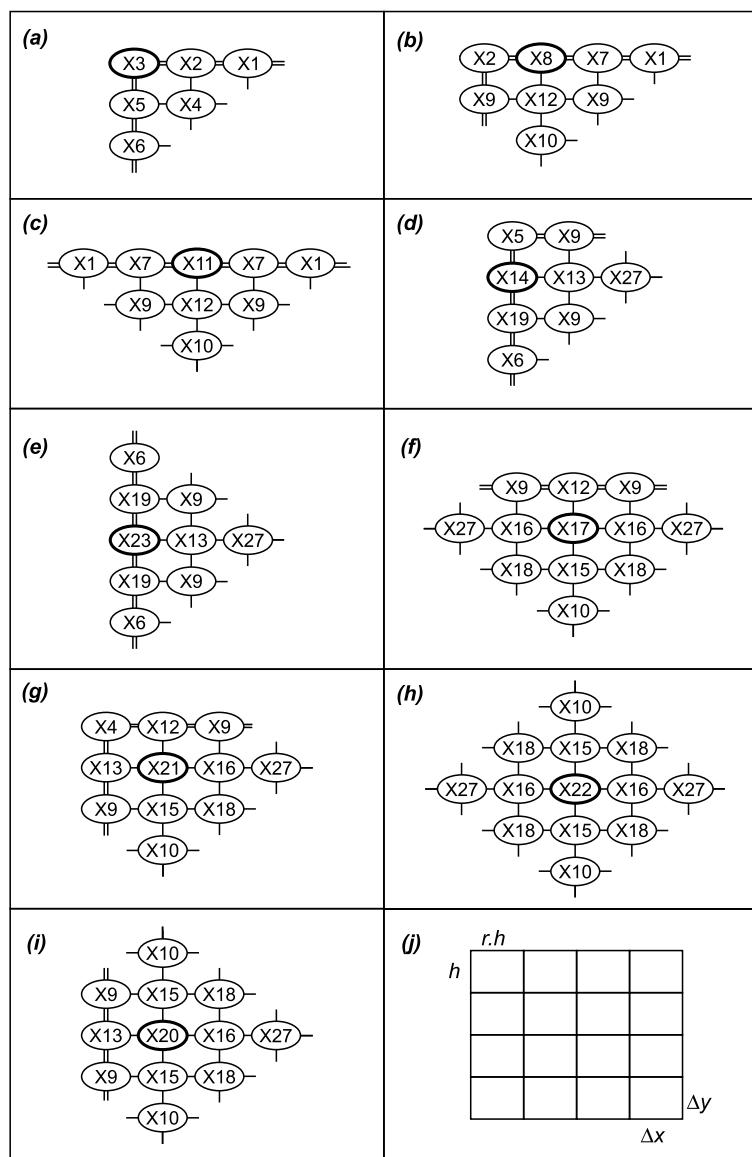 (a)
X3 X2 X1
X5 X4
X6
(b)
X2 X8 X7 X1
X9 X12 X9
X10
(c)
X1 X7 X11 X7 X1
X9 X12 X9
X10
(d)
X5 X9
X14 X13 X27
X19 X9
X6
(e)
X6
X19 X9
X23 X13 X27
X19 X9
X6
(f)
X9 X12 X9
X27 X16 X17 X16 X27
X18 X15 X18
X10
(g)
X4 X12 X9
X13 X21 X16 X27
X9 X15 X18
X10
(h)
X10
X18 X15 X18
X27 X16 X22 X16 X27
X18 X15 X18
X10
(i)
X10
X9 X15 X18
X13 X20 X16 X27
X9 X15 X18
X10
(j)
r.h
h
Δy
Δx